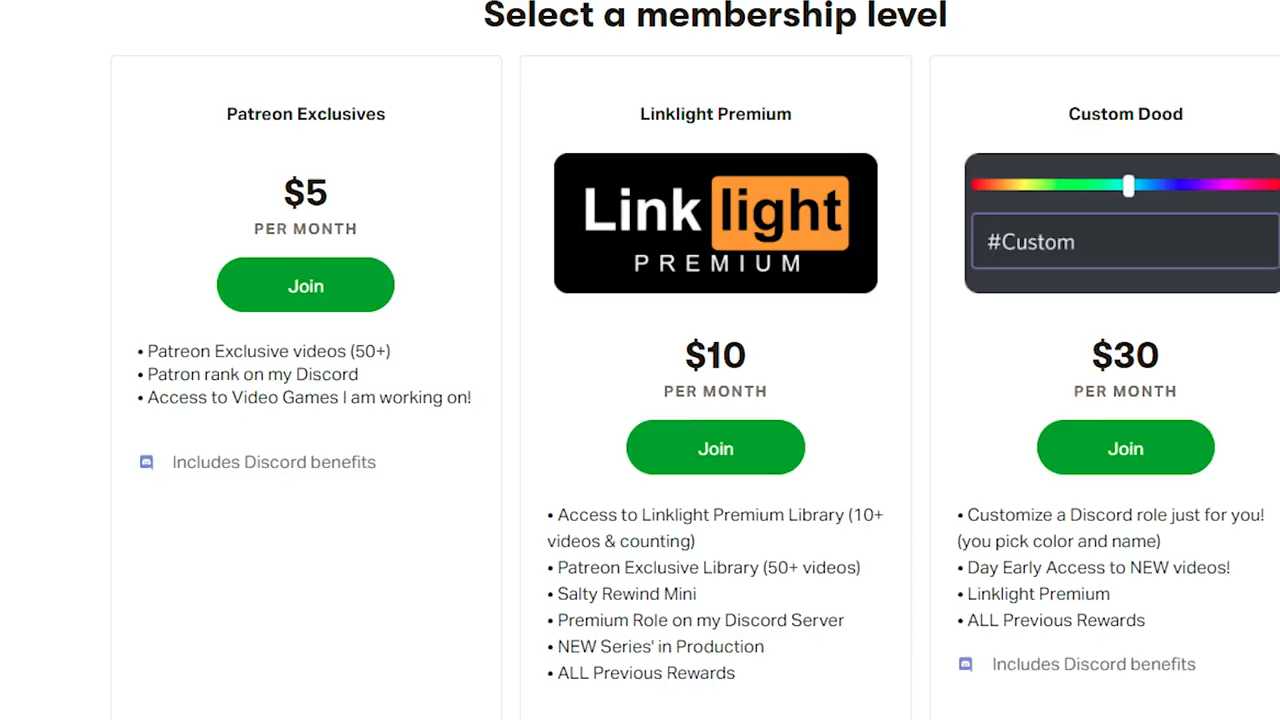 Select a membership level
Patreon Exclusives
$5
PER MONTH
Join
• Patreon Exclusive videos (50+)
• Patron rank on my Discord
• Access to Video Games I am working on!
Includes Discord benefits
Linklight Premium
Link light
PREMIUM
$10
PER MONTH
Join
• Access to Linklight Premium Library (10+
videos & counting)
• Patreon Exclusive Library (50+ videos)
• Salty Rewind Mini
• Premium Role on my Discord Server
• NEW Series' in Production
• ALL Previous Rewards
Custom Dood
#Custom
$30
PER MONTH
Join
• Customize a Discord role just for you!
(you pick color and name)
• Day Early Access to NEW videos!
• Linklight Premium
• ALL Previous Rewards
Includes Discord benefits